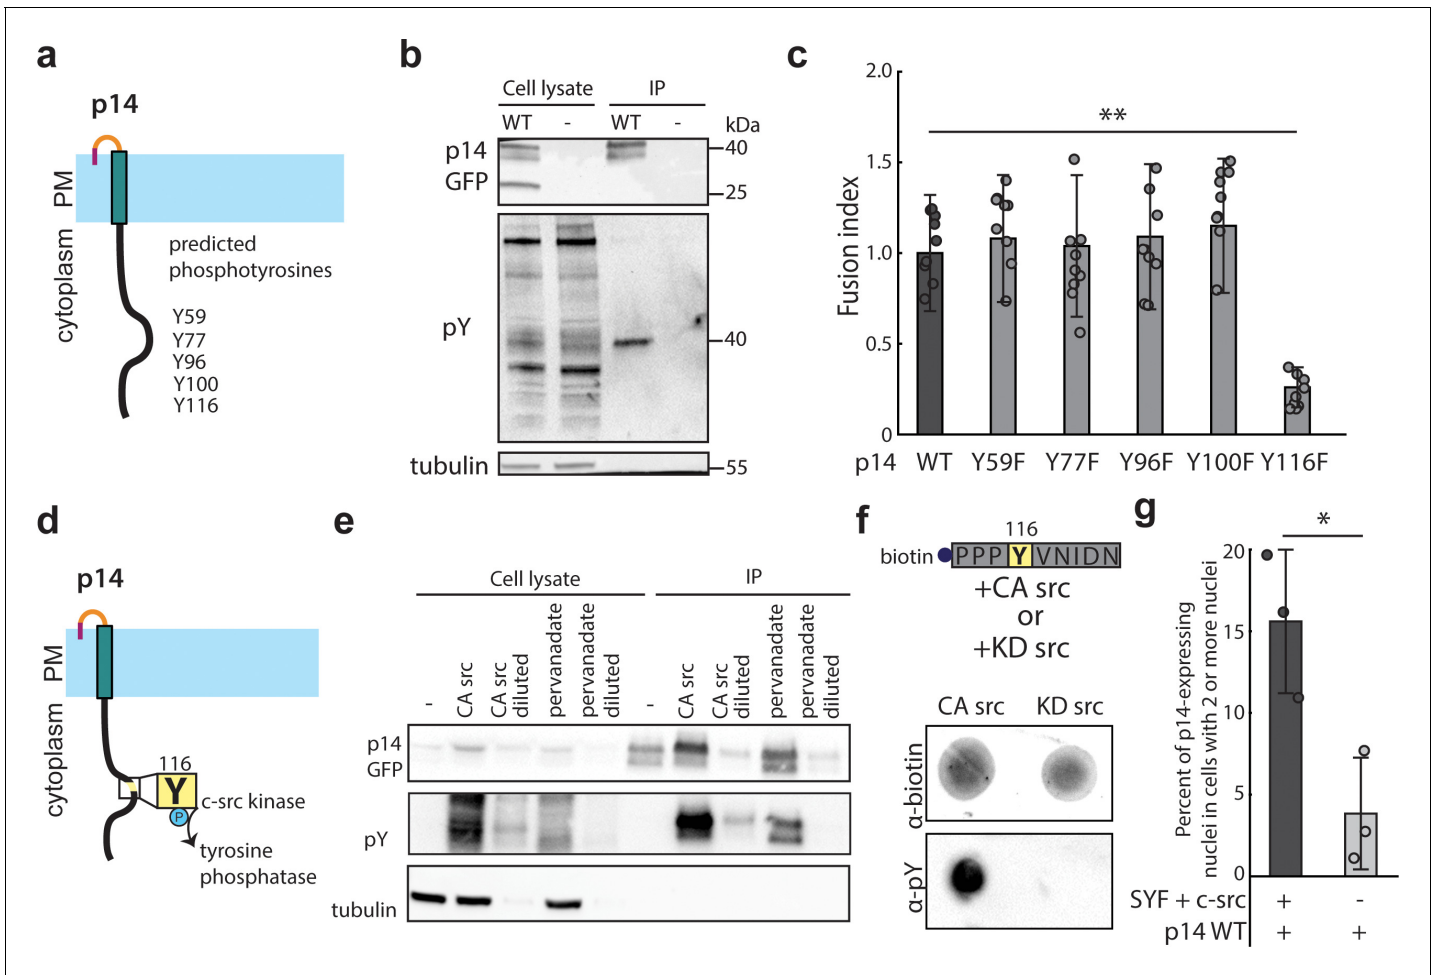 a
p14
PM
cytoplasm
predicted
phosphotyrosines
Y59
Y77
Y96
Y100
Y116
b
Cell lysate
IP
WT
-
WT
-
kDa
p14
GFP
40
25
pY
40
tubulin
55
c
2.0
1.5
1.0
0.5
0
Fusion index
**
p14 WT Y59F Y77F Y96F Y100F Y116F
d
p14
PM
cytoplasm
116
Y
P
c-src kinase
tyrosine
phosphatase
e
Cell lysate
IP
-
CA src
CA src
diluted
pervanadate
pervanadate
diluted
-
CA src
CA src
diluted
pervanadate
pervanadate
diluted
p14
GFP
pY
tubulin
f
116
biotin PPP Y VNIDN
+CA src
or
+KD src
CA src KD src
α-biotin
α-pY
g
*
Percent of p14-expressing
nuclei in cells with 2 or more nuclei
20
15
10
5
0
SYF + c-src + -
p14 WT + +